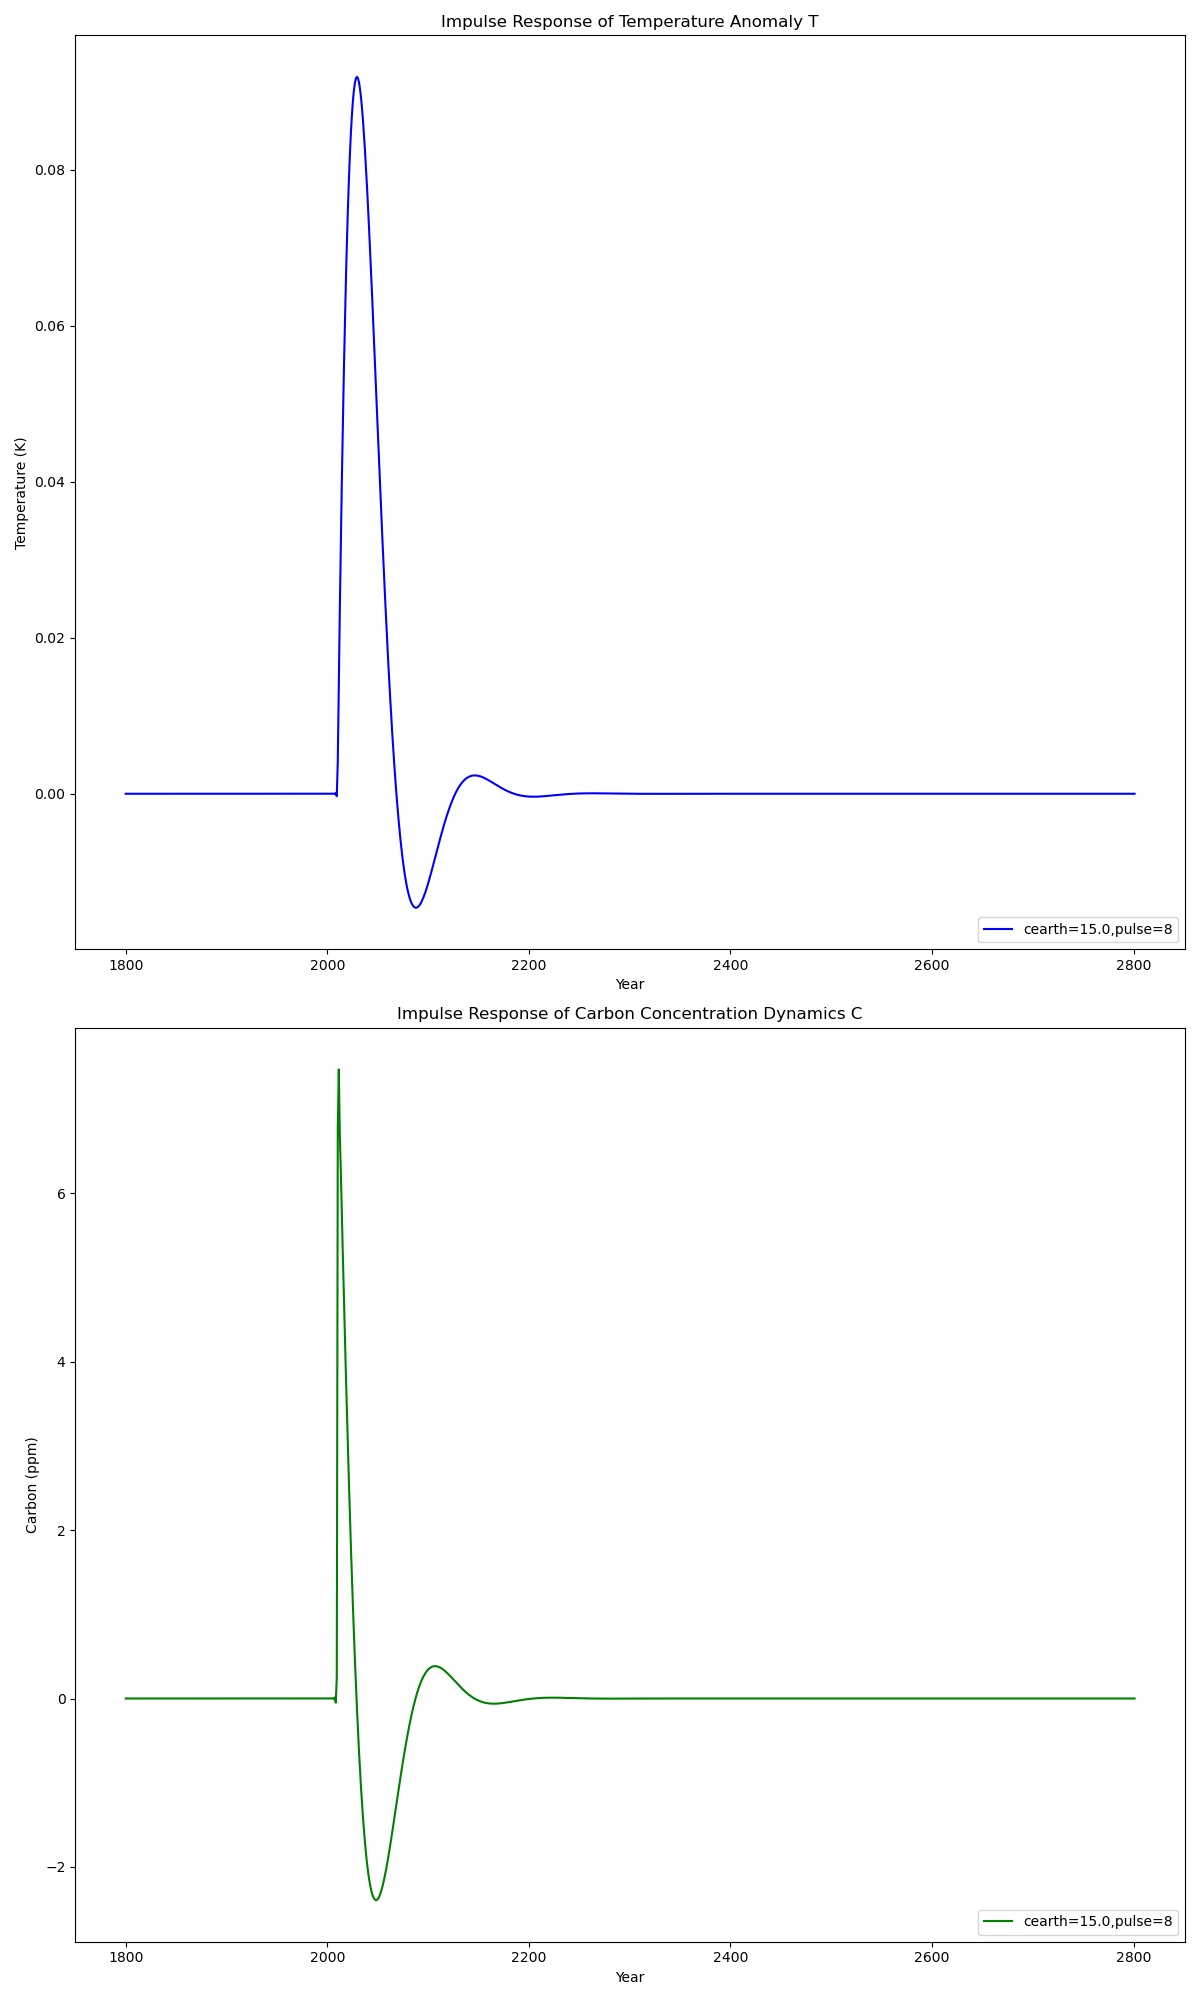 Impulse Response of Temperature Anomaly T
Temperature (K)
0.08
0.06
0.04
0.02
0.00
cearth=15.0,pulse=8
1800 2000 2200 2400 2600 2800
Year
Impulse Response of Carbon Concentration Dynamics C
Carbon (ppm)
6
4
2
0
−2
cearth=15.0,pulse=8
1800 2000 2200 2400 2600 2800
Year